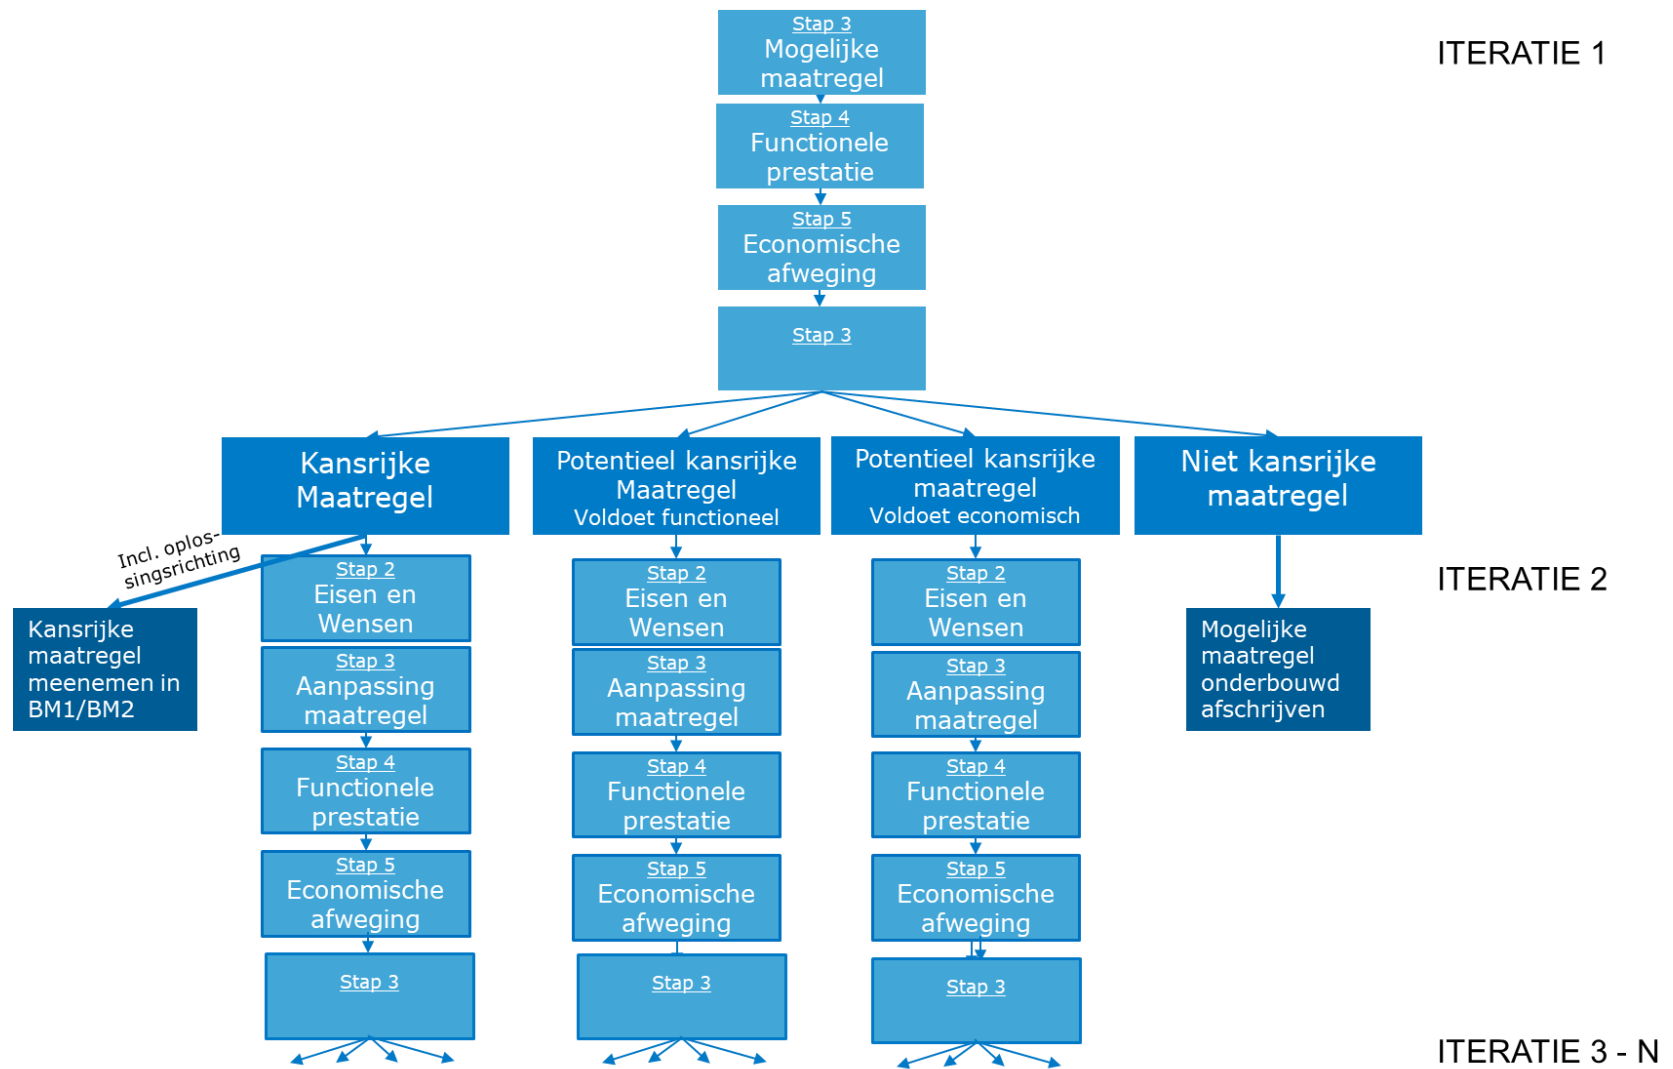 Stap 3
Mogelijke
maatregel
ITERATIE 1
Stap 4
Functionele
prestatie
Stap 5
Economische
afweging
Stap 3
Kansrijke
Maatregel
Potentieel kansrijke
Maatregel
Voldoet functioneel
Potentieel kansrijke
maatregel
Voldoet economisch
Niet kansrijke
maatregel
Incl. oplos-
singsrichting
ITERATIE 2
Kansrijke
maatregel
meenemen in
BM1/BM2
Stap 2
Eisen en
Wensen
Stap 3
Aanpassing
maatregel
Stap 4
Functionele
prestatie
Stap 5
Economische
afweging
Stap 3
Stap 2
Eisen en
Wensen
Stap 3
Aanpassing
maatregel
Stap 4
Functionele
prestatie
Stap 5
Economische
afweging
Stap 3
Stap 2
Eisen en
Wensen
Stap 3
Aanpassing
maatregel
Stap 4
Functionele
prestatie
Stap 5
Economische
afweging
Stap 3
Mogelijke
maatregel
onderbouwd
afschrijven
ITERATIE 3 - N